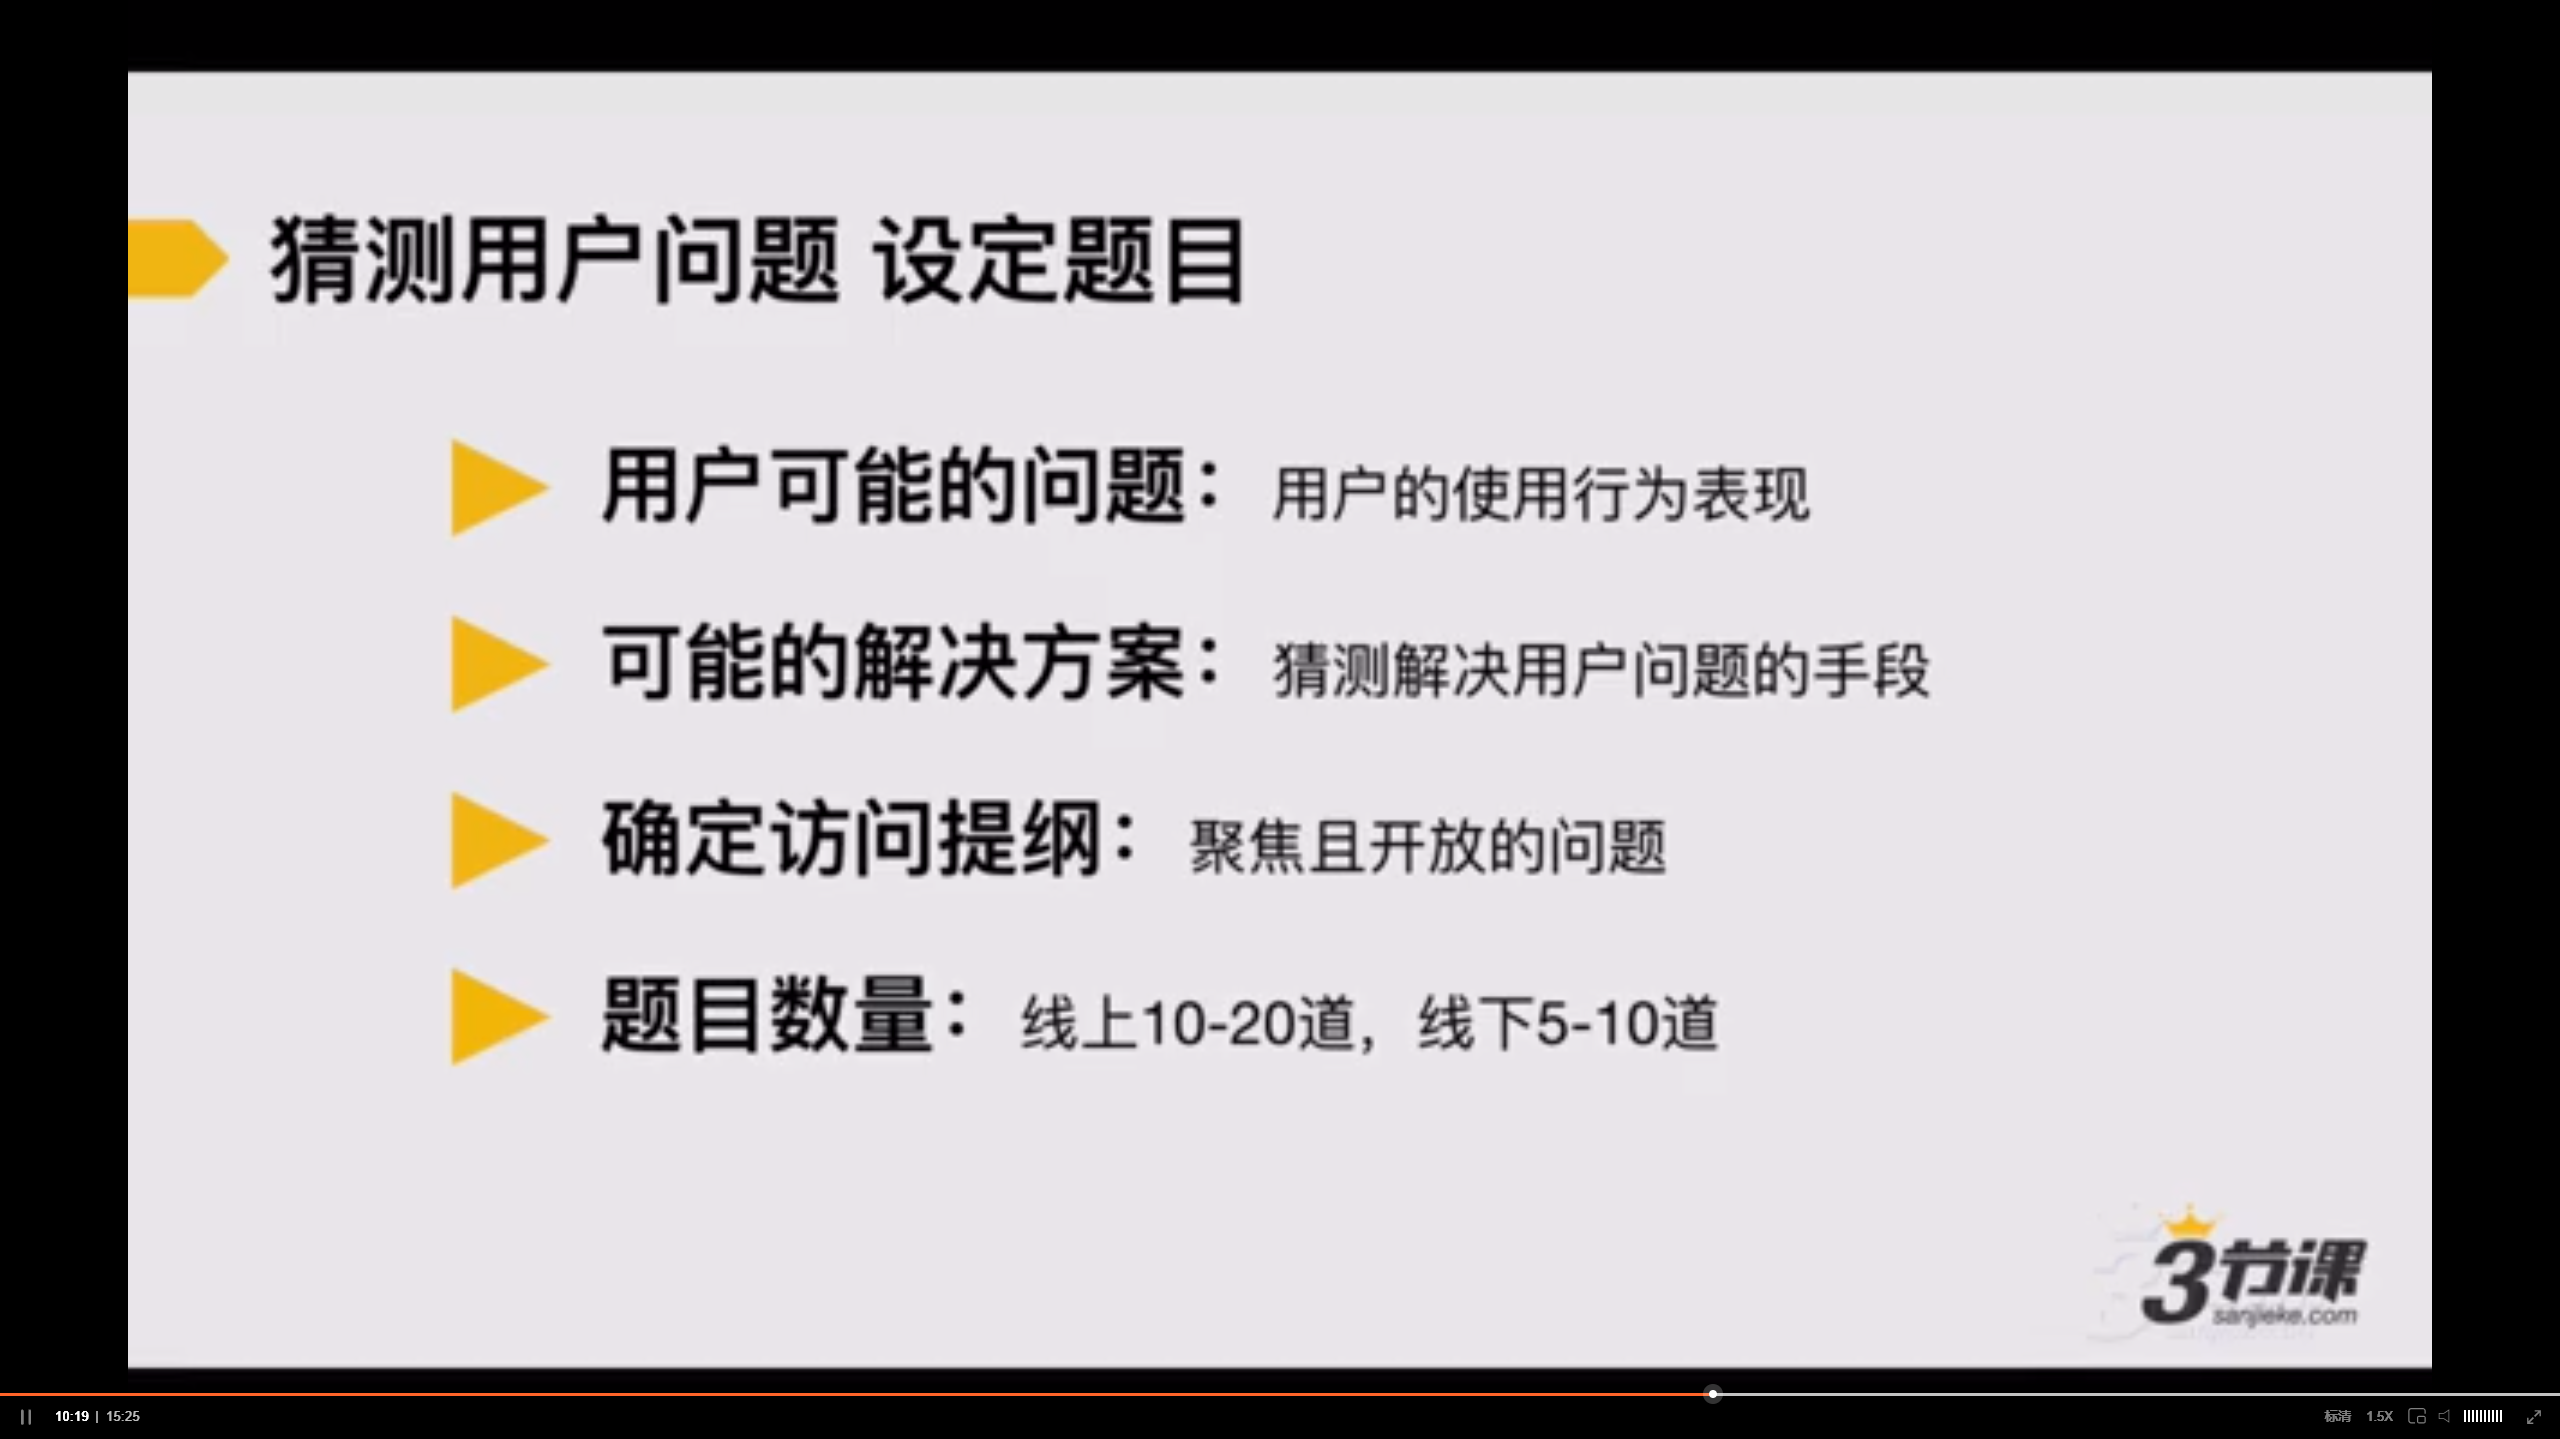 猜测用户问题 设定题目
用户可能的问题：用户的使用行为表现
可能的解决方案：猜测解决用户问题的手段
确定访问提纲：聚焦且开放的问题
题目数量：线上10-20道，线下5-10道
3节课
sanjieke.com
10:19 | 15:25 标清 1.5X